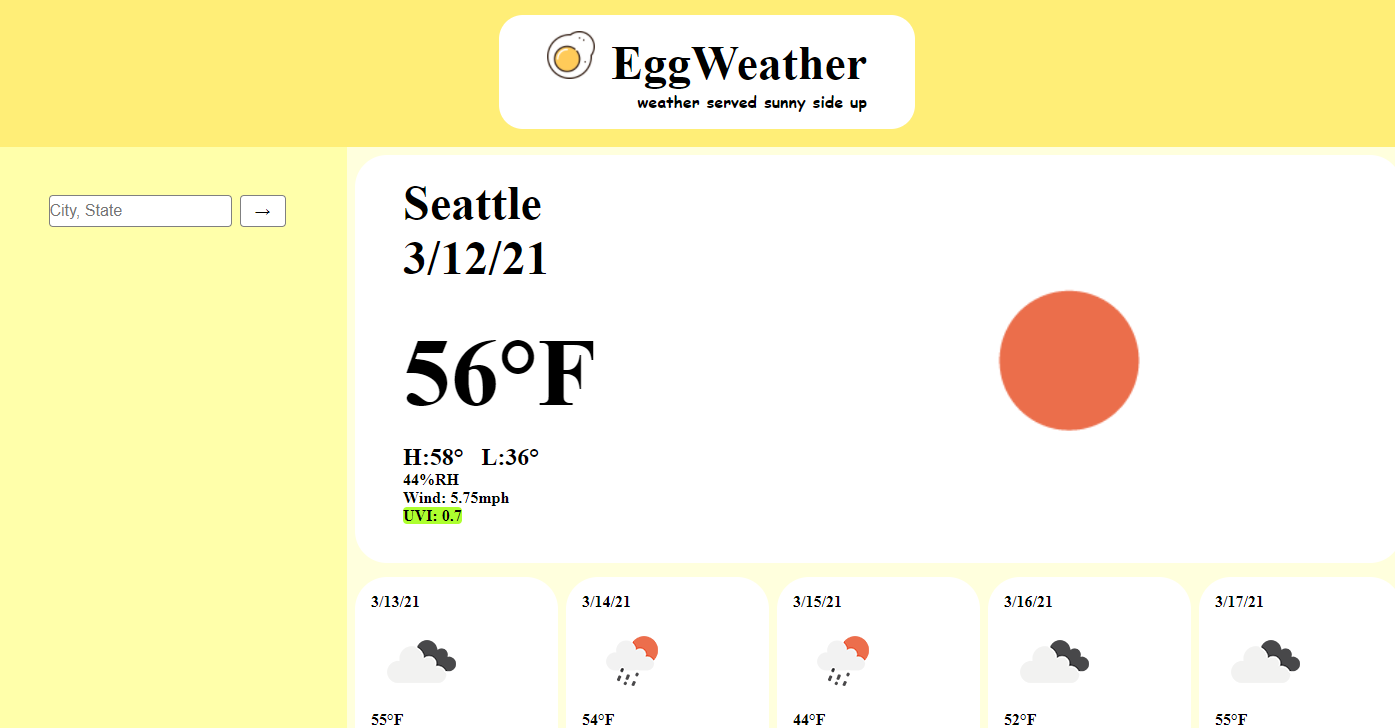 EggWeather
weather served sunny side up
City, State
→
Seattle
3/12/21
56°F
H:58° L:36°
44%RH
Wind: 5.75mph
UVI: 0.7
3/13/21
3/14/21
3/15/21
3/16/21
3/17/21
55°F
54°F
44°F
52°F
55°F